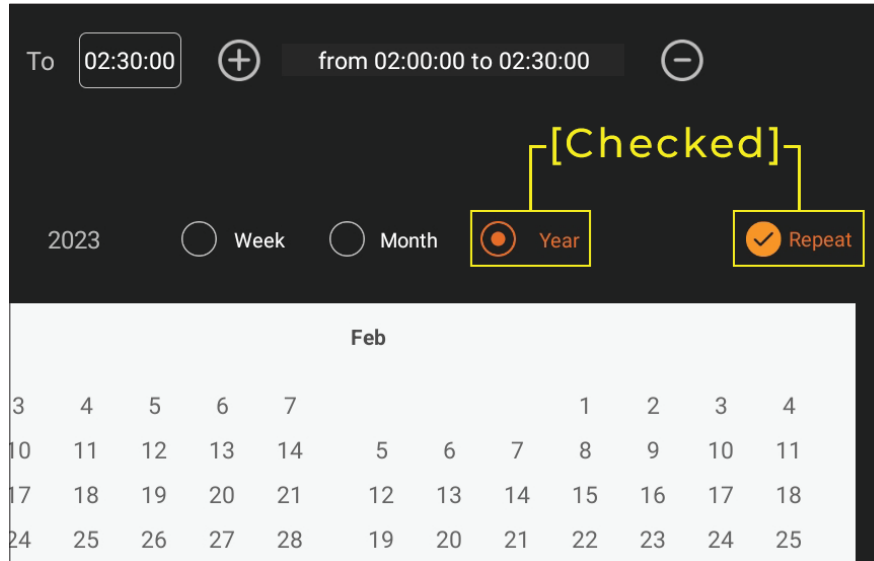 To 02:30:00 from 02:00:00 to 02:30:00
[Checked]
2023 Week Month Year Repeat
Feb
3 4 5 6 7 1 2 3 4
10 11 12 13 14 5 6 7 8 9 10 11
17 18 19 20 21 12 13 14 15 16 17 18
24 25 26 27 28 19 20 21 22 23 24 25